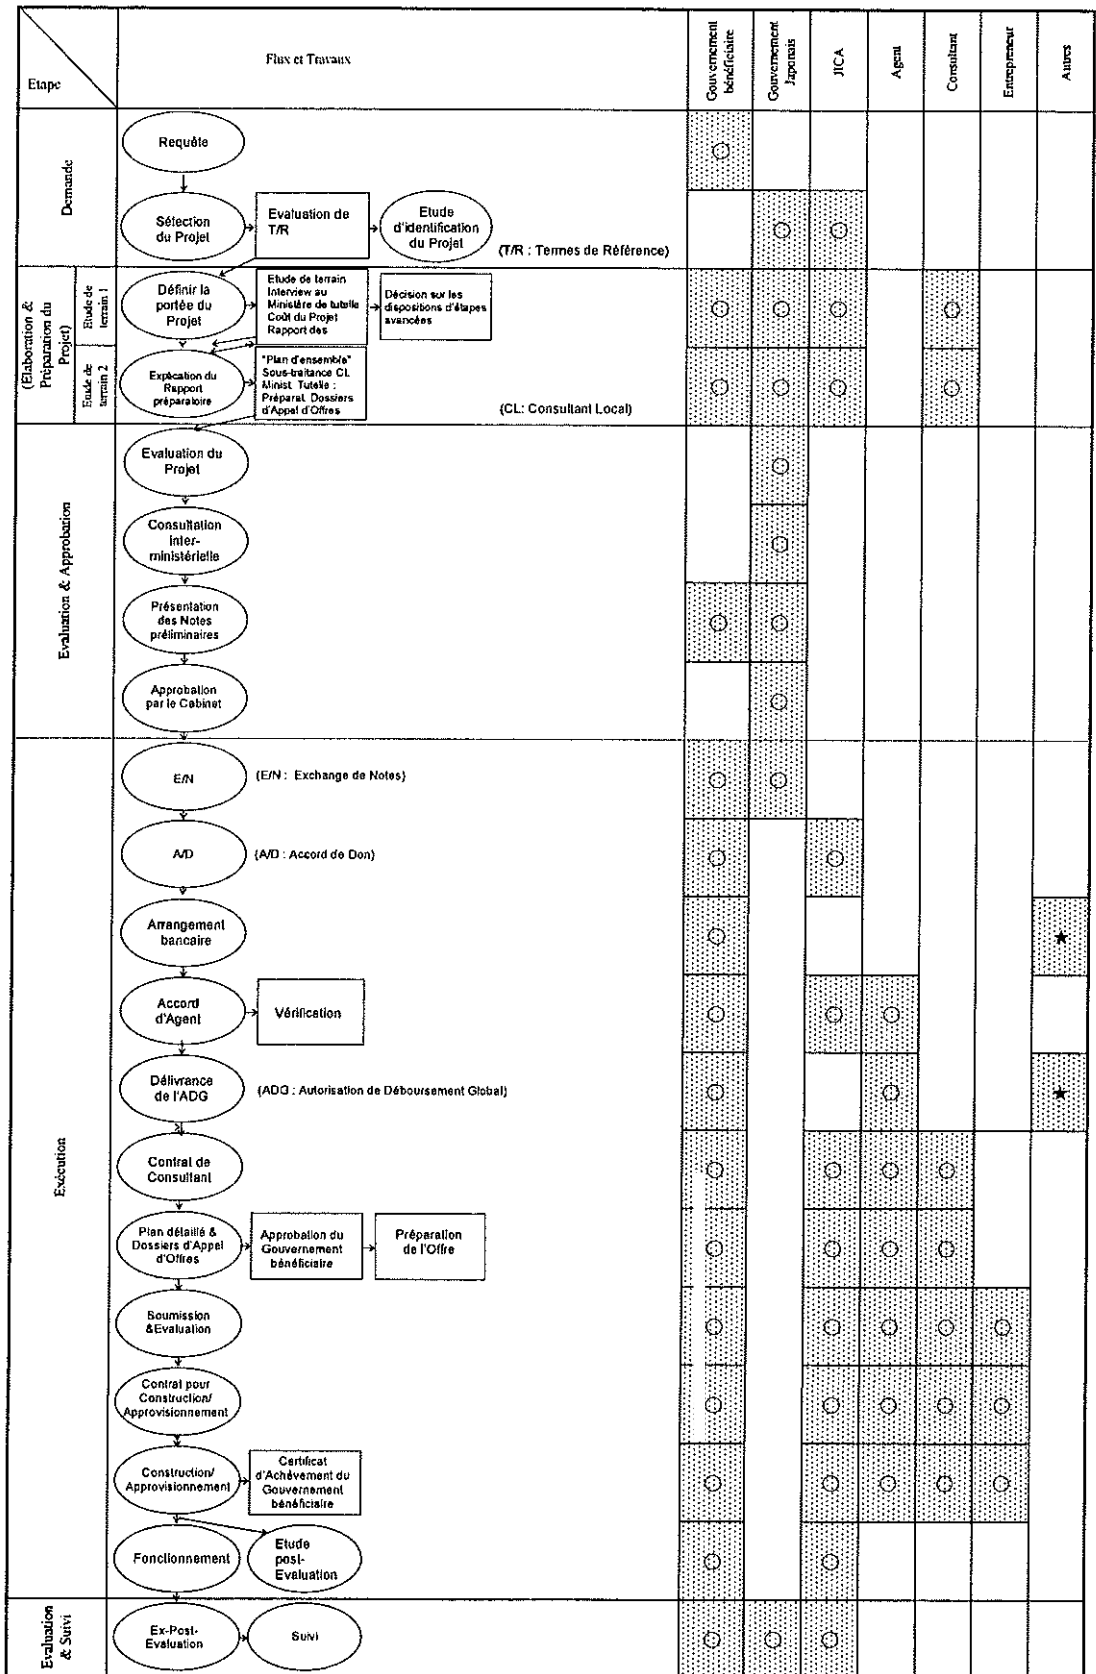 Etape
Flux et Travaux
Gouvernement
bénéficiaire
Gouvernement
Japonais
JICA
Agent
Consultant
Entrepreneur
Autres
Demande
Requête
Sélection
du Projet
Evaluation de
T/R
Etude
d'identification
du Projet
(T/R : Termes de Référence)
(Elaboration &
Préparation du
Projet)
Etude de
terrain 1
Définir la
portée du
Projet
Etude de terrain
Interview au
Ministère de tutelle
Coût du Projet
Rapport des
Décision sur les
dispositions d'étapes
avancées
Etude de
terrain 2
Explication du
Rapport
préparatoire
"Plan d'ensemble"
Sous-traitance CL
Minist. Tutelle :
Préparat. Dossiers
d'Appel d'Offres
(CL: Consultant Local)
Evaluation & Approbation
Evaluation du
Projet
Consultation
inter-
ministérielle
Présentation
des Notes
préliminaires
Approbation
par le Cabinet
Exécution
E/N
(E/N : Exchange de Notes)
A/D
(A/D : Accord de Don)
Arrangement
bancaire
Accord
d'Agent
Vérification
Délivrance
de l'ADG
(ADG : Autorisation de Déboursement Global)
Contrat de
Consultant
Plan détaillé &
Dossiers d'Appel
d'Offres
Approbation du
Gouvernement
bénéficiaire
Préparation
de l'Offre
Soumission
&Evaluation
Contrat pour
Construction/
Approvisionnement
Construction/
Approvisionnement
Certificat
d'Achèvement du
Gouvernement
bénéficiaire
Fonctionnement
Etude
post-
Evaluation
Evaluation
& Suivi
Ex-Post-
Evaluation
Suivi